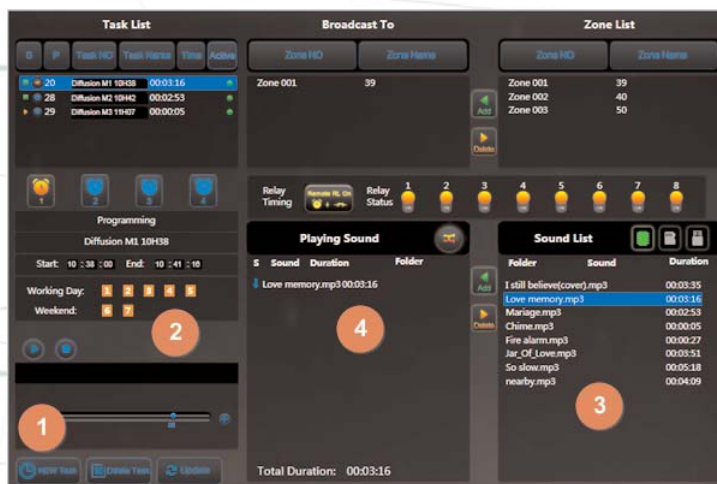 Task List
Broadcast To
Zone List
S P Task NO Task Name Time Active
Zone NO Zone Name
Zone NO Zone Name
20 Diffusion M1 10H38 00:03:16
28 Diffusion M2 10H42 00:02:53
29 Diffusion M3 11H07 00:00:05
Zone 001 39
Zone 001 39
Zone 002 40
Zone 003 50
Add
Delete
1 2 3 4
Relay Timing
Remote RL On
Relay Status
1 2 3 4 5 6 7 8
Programming
Diffusion M1 10H38
Start: 10 : 38 : 00 End: 10 : 41 : 16
Working Day: 1 2 3 4 5
Weekend: 6 7
2
1
NEW Task
Delete Task
Update
Playing Sound
S Sound Duration Folder
Love memory.mp3 00:03:16
4
Total Duration: 00:03:16
Add
Delete
Sound List
Folder Sound Duration
I still believe(cover).mp3 00:03:35
Love memory.mp3 00:03:16
Mariage.mp3 00:02:53
Chime.mp3 00:00:05
Fire alarm.mp3 00:00:27
Jar_Of_Love.mp3 00:03:51
So slow.mp3 00:05:18
nearby.mp3 00:04:09
3